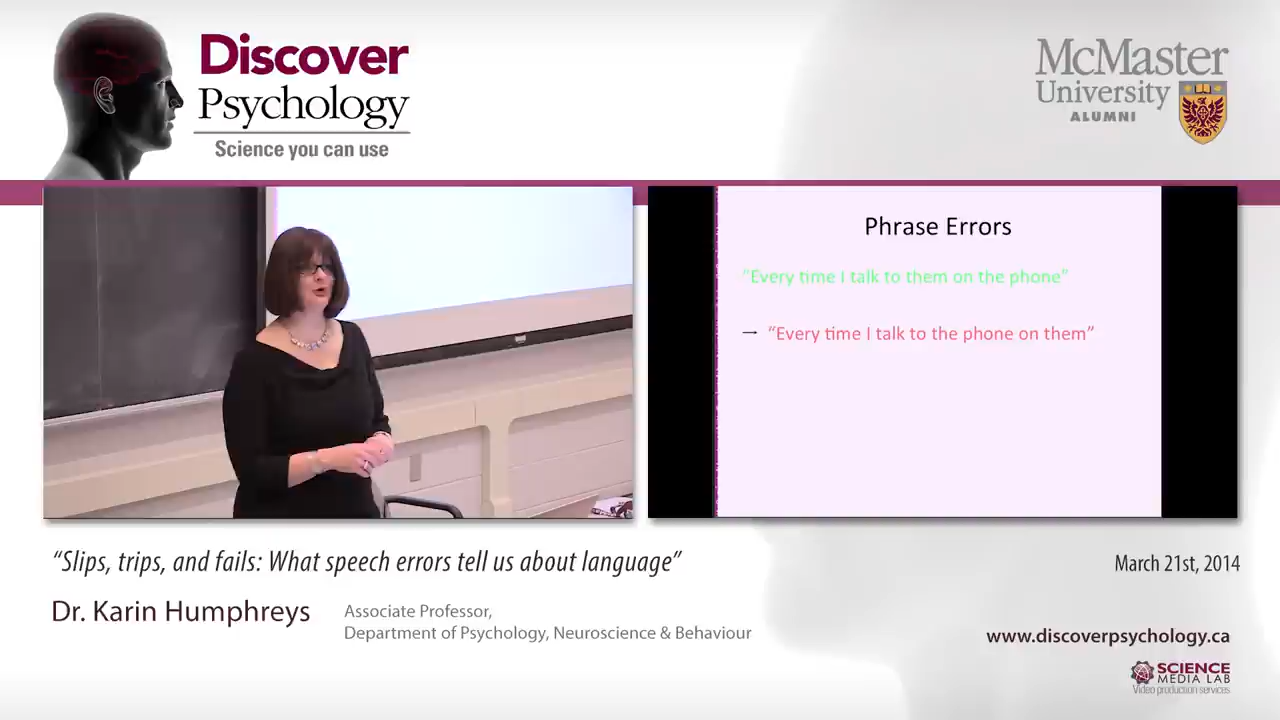 Discover
Psychology
Science you can use
McMaster
University
ALUMNI
Phrase Errors
“Every time I talk to them on the phone”
→ “Every time I talk to the phone on them”
“Slips, trips, and fails: What speech errors tell us about language”
March 21st, 2014
Dr. Karin Humphreys
Associate Professor,
Department of Psychology, Neuroscience & Behaviour
www.discoverpsychology.ca
SCIENCE
MEDIA LAB
Video production services